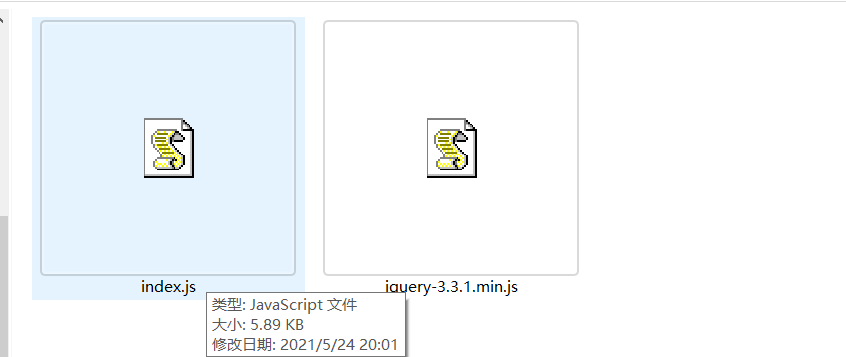 index.js
jquery-3.3.1.min.js
类型: JavaScript 文件
大小: 5.89 KB
修改日期: 2021/5/24 20:01